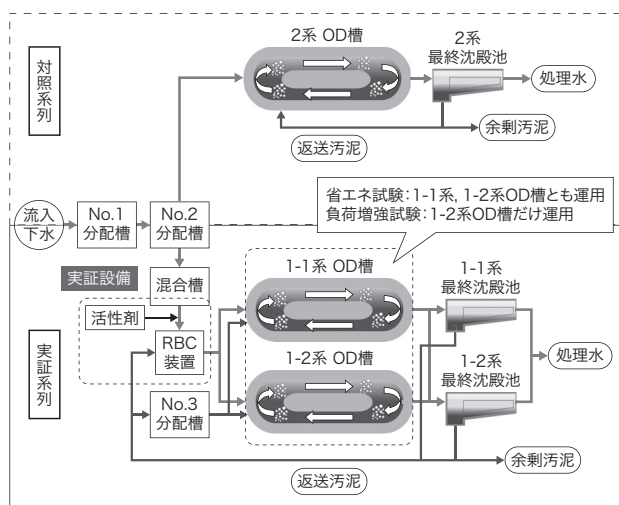 2系 OD槽
2系
最終沈殿池
処理水
余剰汚泥
返送汚泥
対照系列
省エネ試験:1-1系, 1-2系OD槽とも運用
負荷増強試験:1-2系OD槽だけ運用
流入
下水
No.1
分配槽
No.2
分配槽
実証設備
混合槽
活性剤
RBC
装置
No.3
分配槽
実証系列
1-1系 OD槽
1-1系
最終沈殿池
1-2系 OD槽
1-2系
最終沈殿池
処理水
余剰汚泥
返送汚泥